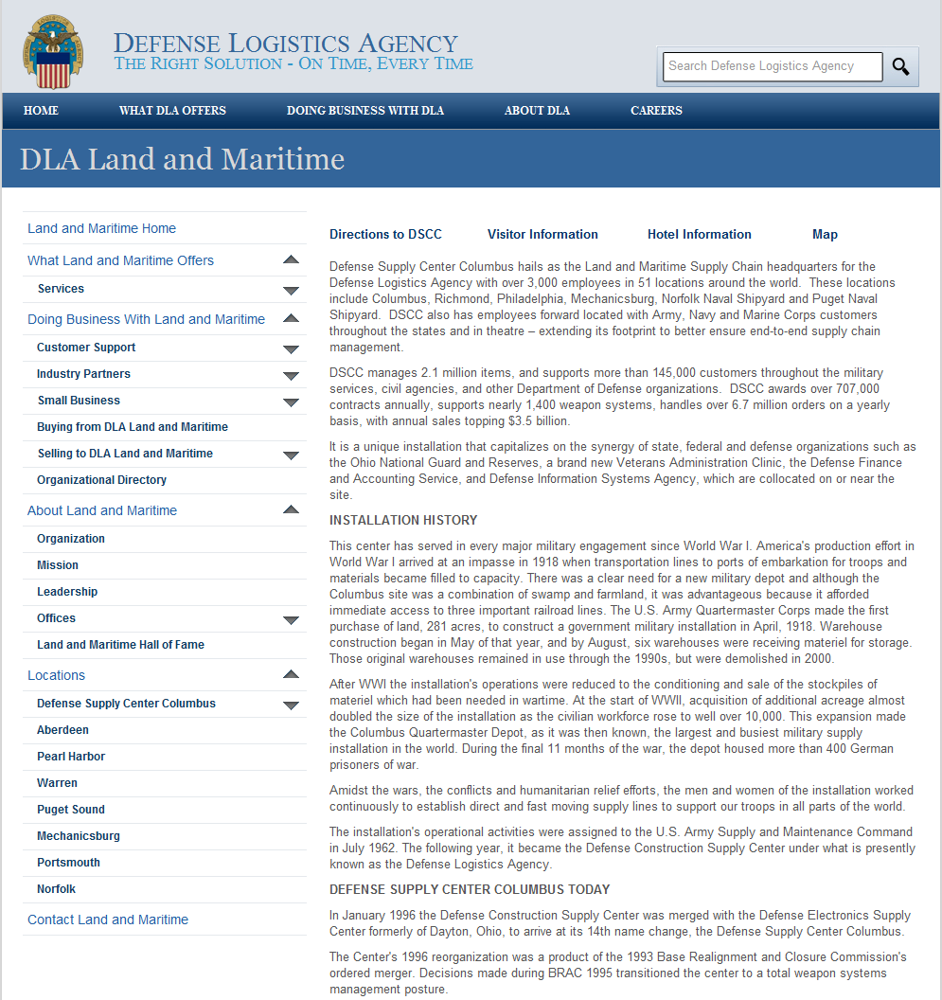 DEFENSE LOGISTICS AGENCY
THE RIGHT SOLUTION - ON TIME, EVERY TIME
Search Defense Logistics Agency
HOME WHAT DLA OFFERS DOING BUSINESS WITH DLA ABOUT DLA CAREERS
DLA Land and Maritime
Land and Maritime Home
What Land and Maritime Offers
Services
Doing Business With Land and Maritime
Customer Support
Industry Partners
Small Business
Buying from DLA Land and Maritime
Selling to DLA Land and Maritime
Organizational Directory
About Land and Maritime
Organization
Mission
Leadership
Offices
Land and Maritime Hall of Fame
Locations
Defense Supply Center Columbus
Aberdeen
Pearl Harbor
Warren
Puget Sound
Mechanicsburg
Portsmouth
Norfolk
Contact Land and Maritime
Directions to DSCC Visitor Information Hotel Information Map
Defense Supply Center Columbus hails as the Land and Maritime Supply Chain headquarters for the
Defense Logistics Agency with over 3,000 employees in 51 locations around the world. These locations
include Columbus, Richmond, Philadelphia, Mechanicsburg, Norfolk Naval Shipyard and Puget Naval
Shipyard. DSCC also has employees forward located with Army, Navy and Marine Corps customers
throughout the states and in theatre – extending its footprint to better ensure end-to-end supply chain
management.
DSCC manages 2.1 million items, and supports more than 145,000 customers throughout the military
services, civil agencies, and other Department of Defense organizations. DSCC awards over 707,000
contracts annually, supports nearly 1,400 weapon systems, handles over 6.7 million orders on a yearly
basis, with annual sales topping $3.5 billion.
It is a unique installation that capitalizes on the synergy of state, federal and defense organizations such as
the Ohio National Guard and Reserves, a brand new Veterans Administration Clinic, the Defense Finance
and Accounting Service, and Defense Information Systems Agency, which are collocated on or near the
site.
INSTALLATION HISTORY
This center has served in every major military engagement since World War I. America's production effort in
World War I arrived at an impasse in 1918 when transportation lines to ports of embarkation for troops and
materials became filled to capacity. There was a clear need for a new military depot and although the
Columbus site was a combination of swamp and farmland, it was advantageous because it afforded
immediate access to three important railroad lines. The U.S. Army Quartermaster Corps made the first
purchase of land, 281 acres, to construct a government military installation in April, 1918. Warehouse
construction began in May of that year, and by August, six warehouses were receiving materiel for storage.
Those original warehouses remained in use through the 1990s, but were demolished in 2000.
After WWI the installation's operations were reduced to the conditioning and sale of the stockpiles of
materiel which had been needed in wartime. At the start of WWII, acquisition of additional acreage almost
doubled the size of the installation as the civilian workforce rose to well over 10,000. This expansion made
the Columbus Quartermaster Depot, as it was then known, the largest and busiest military supply
installation in the world. During the final 11 months of the war, the depot housed more than 400 German
prisoners of war.
Amidst the wars, the conflicts and humanitarian relief efforts, the men and women of the installation worked
continuously to establish direct and fast moving supply lines to support our troops in all parts of the world.
The installation's operational activities were assigned to the U.S. Army Supply and Maintenance Command
in July 1962. The following year, it became the Defense Construction Supply Center under what is presently
known as the Defense Logistics Agency.
DEFENSE SUPPLY CENTER COLUMBUS TODAY
In January 1996 the Defense Construction Supply Center was merged with the Defense Electronics Supply
Center formerly of Dayton, Ohio, to arrive at its 14th name change, the Defense Supply Center Columbus.
The Center's 1996 reorganization was a product of the 1993 Base Realignment and Closure Commission's
ordered merger. Decisions made during BRAC 1995 transitioned the center to a total weapon systems
management posture.